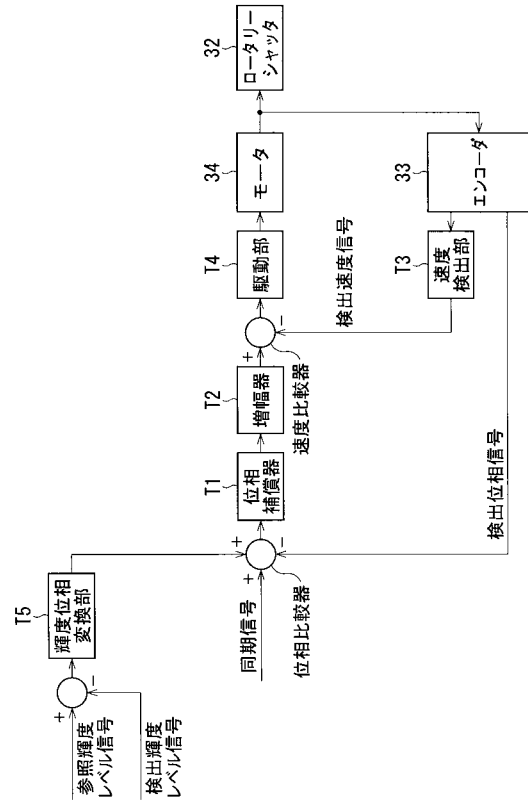 参照輝度
レベル信号
検出輝度
レベル信号
+
−
T5
輝度位相
変換部
同期信号
+
+
−
位相比較器
T1
位相
補償器
T2
増幅器
+
−
速度比較器
T4
駆動部
34
モータ
32
ロータリー
シャッタ
33
エンコーダ
T3
速度
検出部
検出速度信号
検出位相信号